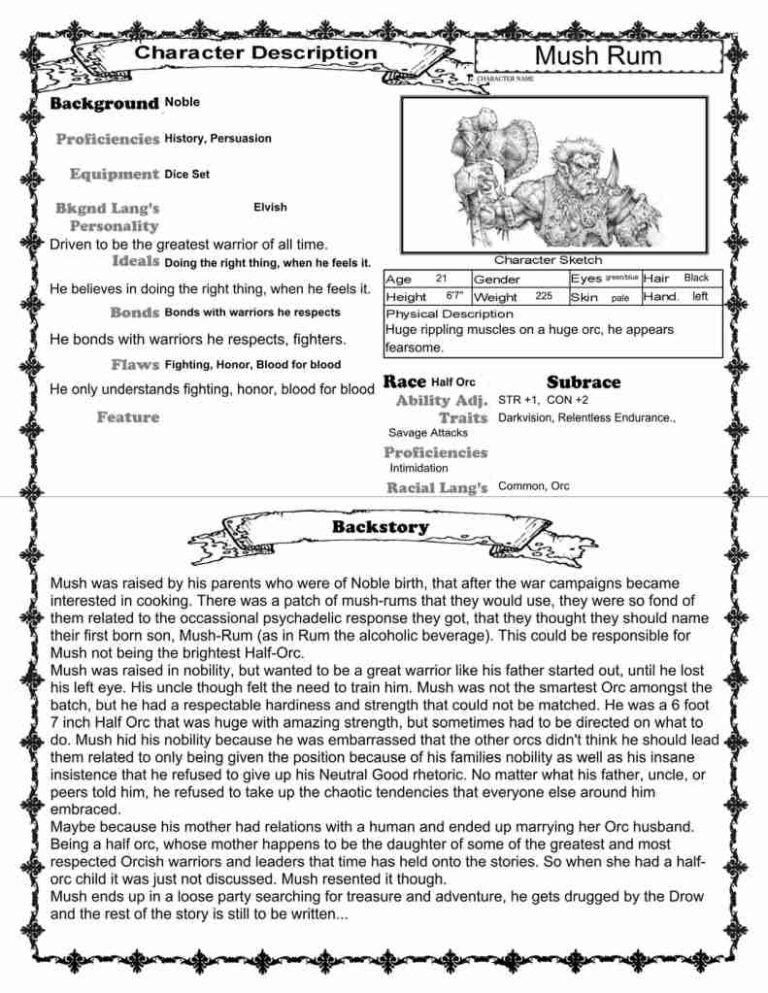 Character Description
Mush Rum
CHARACTER NAME
Background Noble
Proficiencies History, Persuasion
Equipment Dice Set
Bkgnd Lang's Elvish
Personality
Driven to be the greatest warrior of all time.
Ideals Doing the right thing, when he feels it.
He believes in doing the right thing, when he feels it.
Bonds Bonds with warriors he respects
He bonds with warriors he respects, fighters.
Flaws Fighting, Honor, Blood for blood
He only understands fighting, honor, blood for blood
Feature
Character Sketch
Age 21 Gender Eyes green/blue Hair Black
Height 6'7" Weight 225 Skin pale Hand. left
Physical Description
Huge rippling muscles on a huge orc, he appears
fearsome.
Race Half Orc Subrace
Ability Adj. STR +1, CON +2
Traits Darkvision, Relentless Endurance.,
Savage Attacks
Proficiencies
Intimidation
Racial Lang's Common, Orc
Backstory
Mush was raised by his parents who were of Noble birth, that after the war campaigns became
interested in cooking. There was a patch of mush-rums that they would use, they were so fond of
them related to the occassional psychadelic response they got, that they thought they should name
their first born son, Mush-Rum (as in Rum the alcoholic beverage). This could be responsible for
Mush not being the brightest Half-Orc.
Mush was raised in nobility, but wanted to be a great warrior like his father started out, until he lost
his left eye. His uncle though felt the need to train him. Mush was not the smartest Orc amongst the
batch, but he had a respectable hardiness and strength that could not be matched. He was a 6 foot
7 inch Half Orc that was huge with amazing strength, but sometimes had to be directed on what to
do. Mush hid his nobility because he was embarrassed that the other orcs didn't think he should lead
them related to only being given the position because of his families nobility as well as his insane
insistence that he refused to give up his Neutral Good rhetoric. No matter what his father, uncle, or
peers told him, he refused to take up the chaotic tendencies that everyone else around him
embraced.
Maybe because his mother had relations with a human and ended up marrying her Orc husband.
Being a half orc, whose mother happens to be the daughter of some of the greatest and most
respected Orcish warriors and leaders that time has held onto the stories. So when she had a half-
orc child it was just not discussed. Mush resented it though.
Mush ends up in a loose party searching for treasure and adventure, he gets drugged by the Drow
and the rest of the story is still to be written...